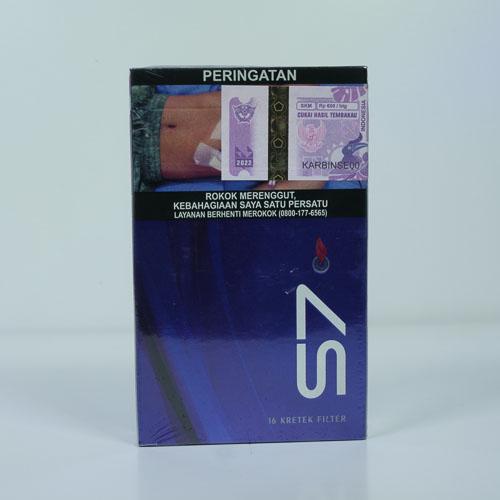 PERINGATAN
SKM
Rp 600 / btg
CUKAI HASIL TEMBAKAU
INDONESIA
2022
KARBINSE00
ROKOK MERENGGUT,
KEBAHAGIAAN SAYA SATU PERSATU
LAYANAN BERHENTI MEROKOK (0800-177-6565)
S7
16 KRETEK FILTER